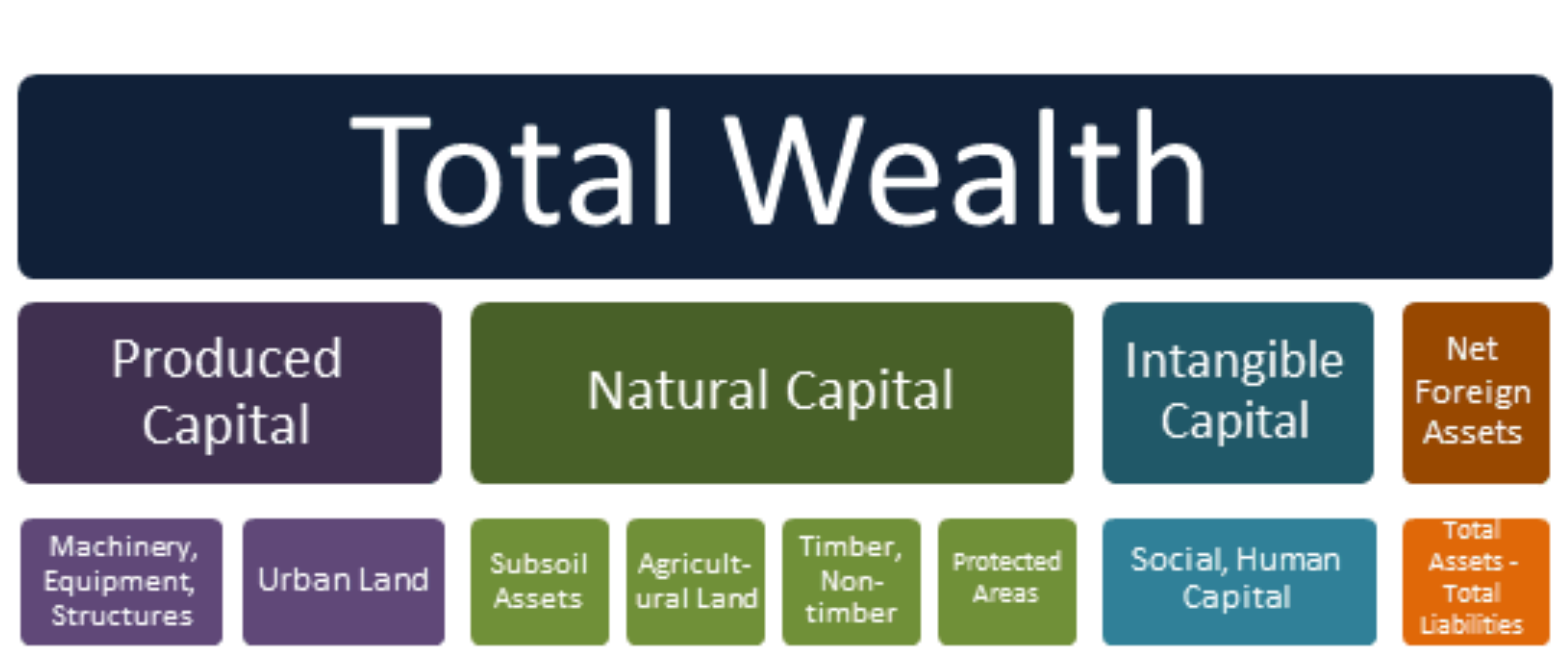 Total Wealth
Produced
Capital
Natural Capital
Intangible
Capital
Net
Foreign
Assets
Machinery,
Equipment,
Structures
Urban Land
Subsoil
Assets
Agricult-
ural Land
Timber,
Non-
timber
Protected
Areas
Social, Human
Capital
Total
Assets -
Total
Liabilities